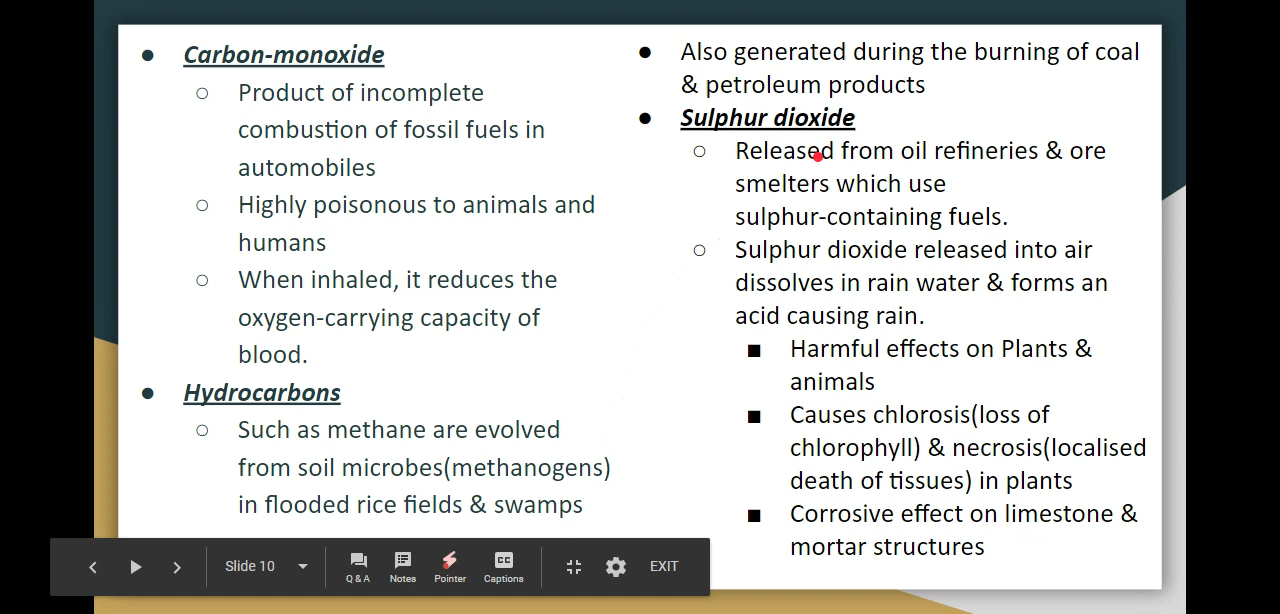 ● Carbon-monoxide
○ Product of incomplete
combustion of fossil fuels in
automobiles
○ Highly poisonous to animals and
humans
○ When inhaled, it reduces the
oxygen-carrying capacity of
blood.
● Hydrocarbons
○ Such as methane are evolved
from soil microbes(methanogens)
in flooded rice fields & swamps
● Also generated during the burning of coal
& petroleum products
● Sulphur dioxide
○ Released from oil refineries & ore
smelters which use
sulphur-containing fuels.
○ Sulphur dioxide released into air
dissolves in rain water & forms an
acid causing rain.
■ Harmful effects on Plants &
animals
■ Causes chlorosis(loss of
chlorophyll) & necrosis(localised
death of tissues) in plants
■ Corrosive effect on limestone &
mortar structures
Slide 10
Q & A
Notes
Pointer
CC
Captions
EXIT